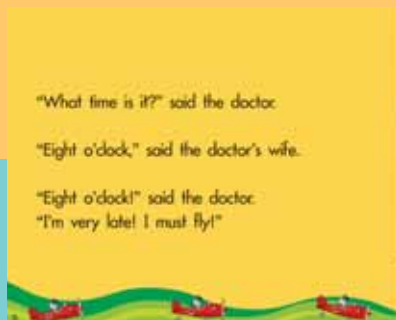 "What time is it?" said the doctor.
"Eight o'clock," said the doctor's wife.
"Eight o'clock!" said the doctor.
"I'm very late! I must fly!"